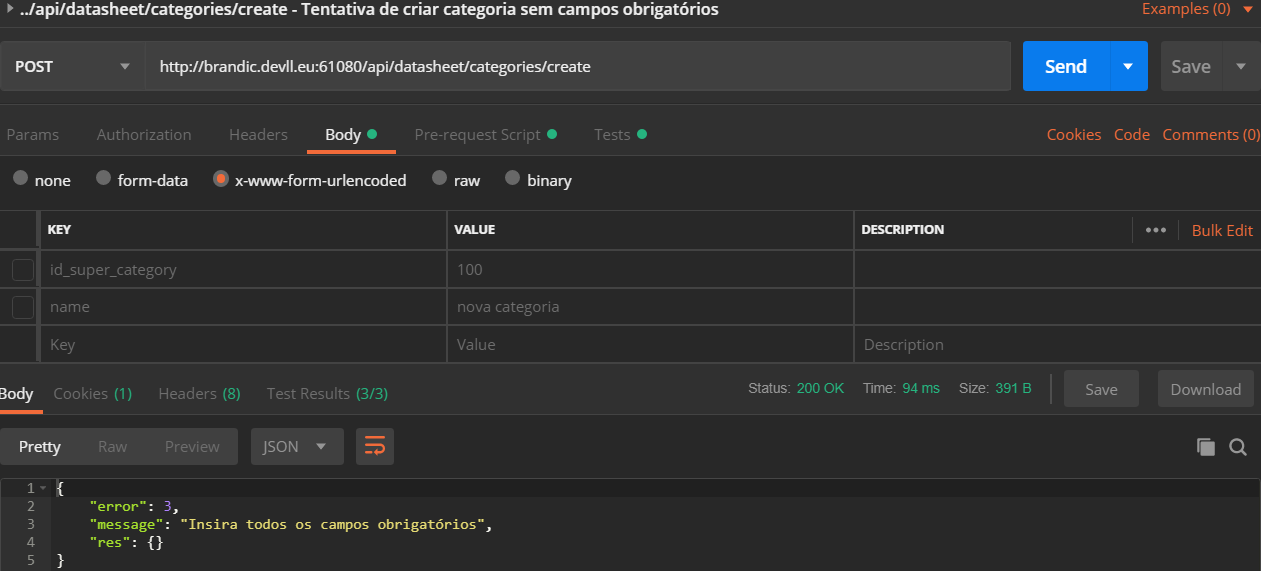 ../api/datasheet/categories/create - Tentativa de criar categoria sem campos obrigatórios
Examples (0)
POST
http://brandic.devll.eu:61080/api/datasheet/categories/create
Send
Save
Params Authorization Headers Body Pre-request Script Tests Cookies Code Comments (0)
none form-data x-www-form-urlencoded raw binary
KEY VALUE DESCRIPTION ••• Bulk Edit
id_super_category 100
name nova categoria
Key Value Description
Body Cookies (1) Headers (8) Test Results (3/3) Status: 200 OK Time: 94 ms Size: 391 B Save Download
Pretty Raw Preview JSON
1 {
2 "error": 3,
3 "message": "Insira todos os campos obrigatórios",
4 "res": {}
5 }